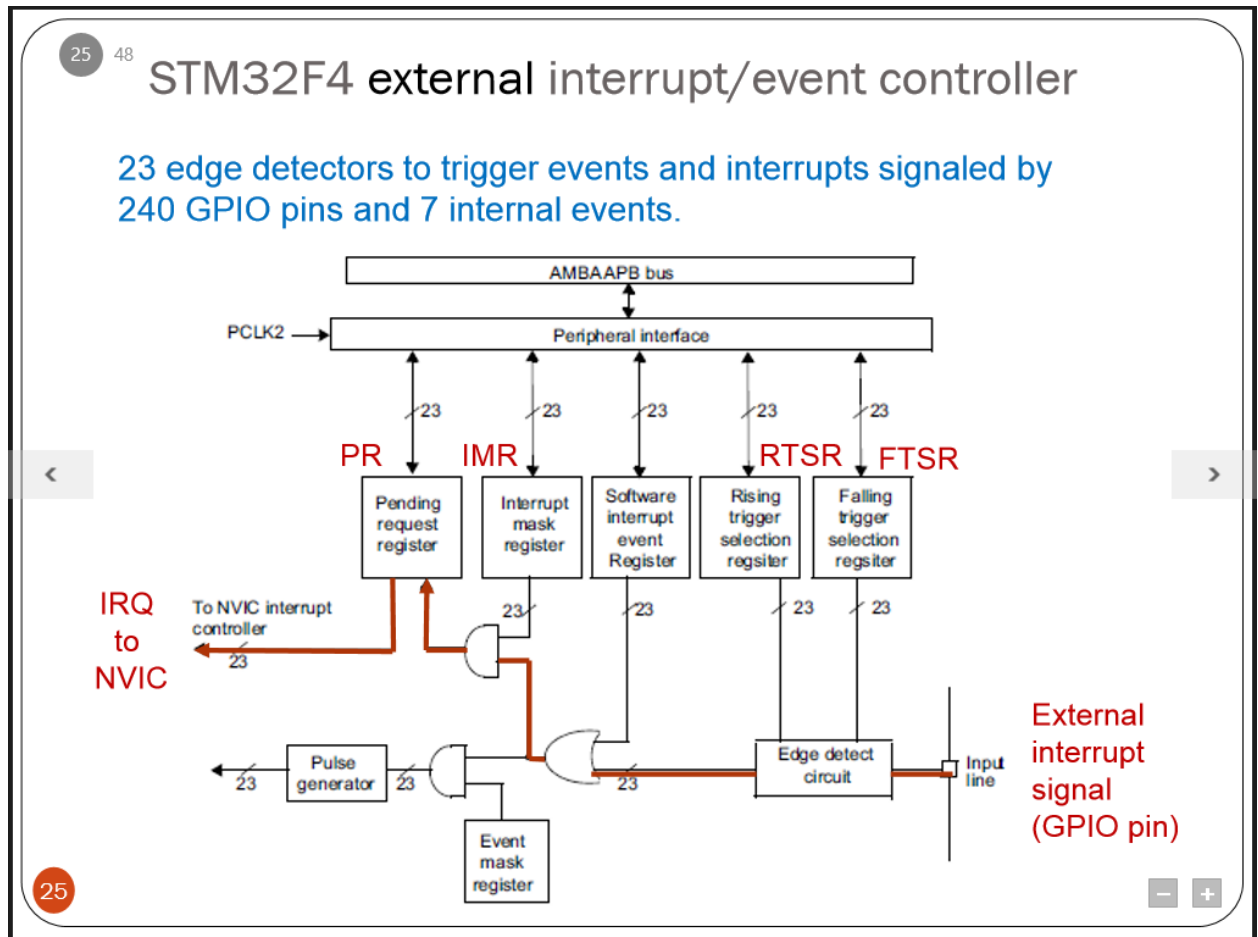 25 48
STM32F4 external interrupt/event controller
23 edge detectors to trigger events and interrupts signaled by
240 GPIO pins and 7 internal events.
AMBAAPB bus
PCLK2
Peripheral interface
23
23
23
23
23
PR
IMR
RTSR
FTSR
Pending
request
register
Interrupt
mask
register
Software
interrupt
event
Register
Rising
trigger
selection
regsiter
Falling
trigger
selection
regsiter
IRQ
to
NVIC
To NVIC interrupt
controller
23
23
23
23
23
External
interrupt
signal
(GPIO pin)
Pulse
generator
23
23
23
Edge detect
circuit
Input
line
Event
mask
register
25